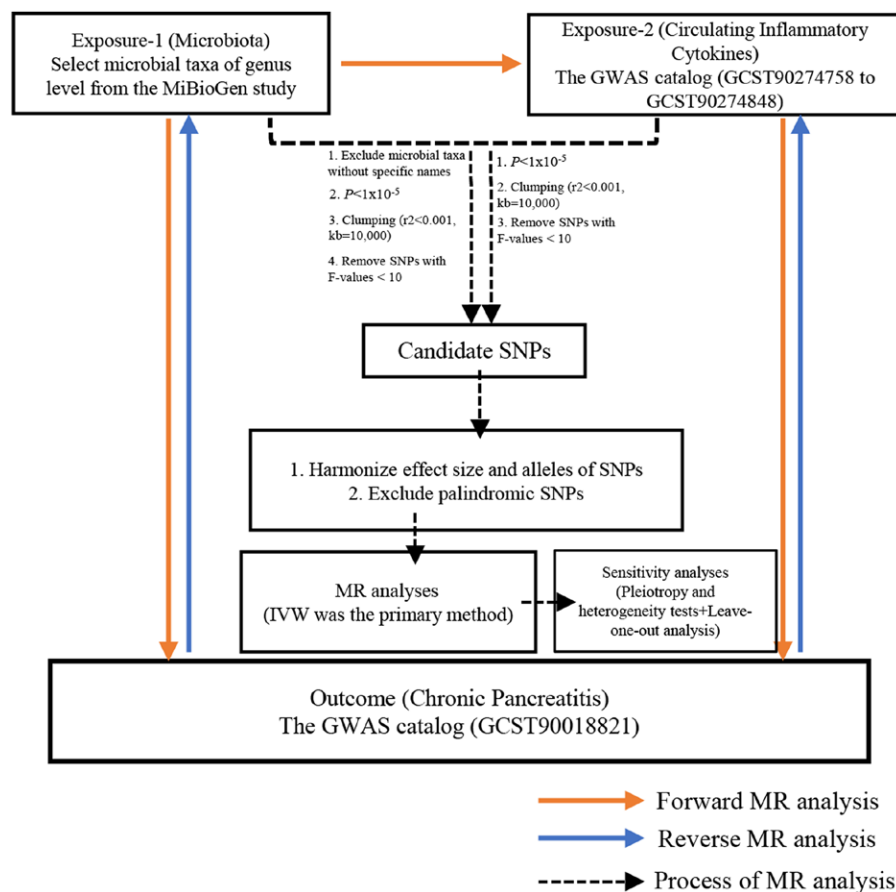 Exposure-1 (Microbiota)
Select microbial taxa of genus
level from the MiBioGen study
Exposure-2 (Circulating Inflammatory
Cytokines)
The GWAS catalog (GCST90274758 to
GCST90274848)
1. Exclude microbial taxa
without specific names
2. P<1x10⁻⁵
3. Clumping (r2<0.001,
kb=10,000)
4. Remove SNPs with
F-values < 10
1. P<1x10⁻⁵
2. Clumping (r2<0.001,
kb=10,000)
3. Remove SNPs with
F-values < 10
Candidate SNPs
1. Harmonize effect size and alleles of SNPs
2. Exclude palindromic SNPs
MR analyses
(IVW was the primary method)
Sensitivity analyses
(Pleiotropy and
heterogeneity tests+Leave-
one-out analysis)
Outcome (Chronic Pancreatitis)
The GWAS catalog (GCST90018821)
Forward MR analysis
Reverse MR analysis
Process of MR analysis